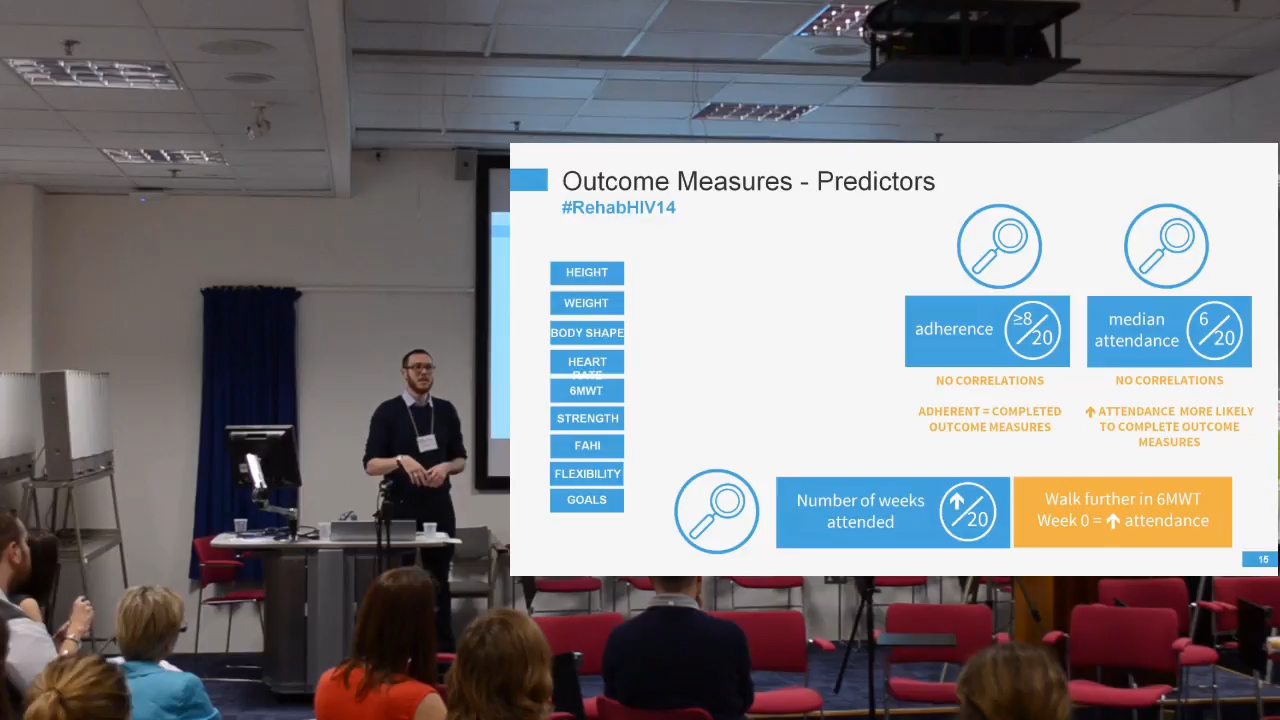 Outcome Measures - Predictors
#RehabHIV14
HEIGHT
WEIGHT
BODY SHAPE
HEART
RATE
6MWT
STRENGTH
FAHI
FLEXIBILITY
GOALS
adherence
≥8/20
NO CORRELATIONS
ADHERENT = COMPLETED
OUTCOME MEASURES
median
attendance
6/20
NO CORRELATIONS
↑ ATTENDANCE MORE LIKELY
TO COMPLETE OUTCOME
MEASURES
Number of weeks
attended
↑/20
Walk further in 6MWT
Week 0 = ↑ attendance
15